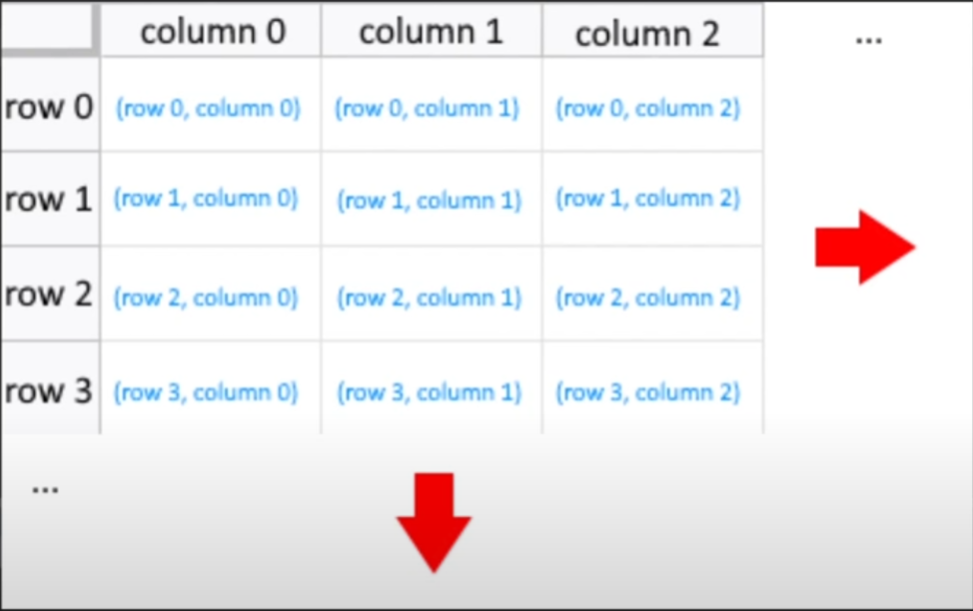 column 0 column 1 column 2 ...
row 0 (row 0, column 0) (row 0, column 1) (row 0, column 2)
row 1 (row 1, column 0) (row 1, column 1) (row 1, column 2)
row 2 (row 2, column 0) (row 2, column 1) (row 2, column 2)
row 3 (row 3, column 0) (row 3, column 1) (row 3, column 2)
...